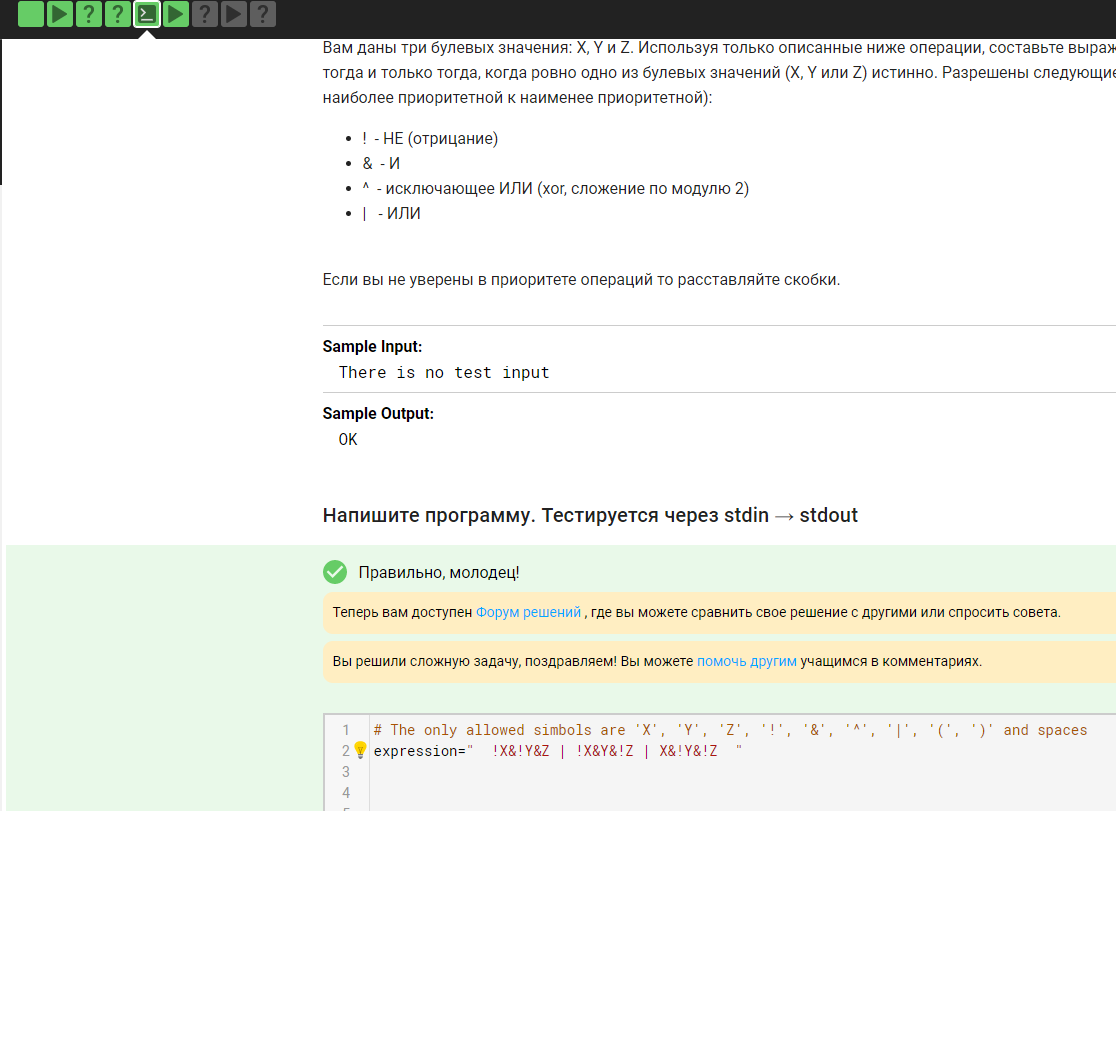 Вам даны три булевых значения: X, Y и Z. Используя только описанные ниже операции, составьте
тогда и только тогда, когда ровно одно из булевых значений (X, Y или Z) истинно. Разрешены
наиболее приоритетной к наименее приоритетной):
! - НЕ (отрицание)
& - И
^ - исключающее ИЛИ (xor, сложение по модулю 2)
| - ИЛИ
Если вы не уверены в приоритете операций то расставляйте скобки.
Sample Input:
There is no test input
Sample Output:
OK
Напишите программу. Тестируется через stdin → stdout
Правильно, молодец!
Теперь вам доступен Форум решений , где вы можете сравнить свое решение с другими или спросить совета.
Вы решили сложную задачу, поздравляем! Вы можете помочь другим учащимся в комментариях.
1 # The only allowed simbols are 'X', 'Y', 'Z', '!', '&', '^', '|', '(', ')' and spaces
2 expression="  !X&!Y&Z | !X&Y&!Z | X&!Y&!Z  "
3
4